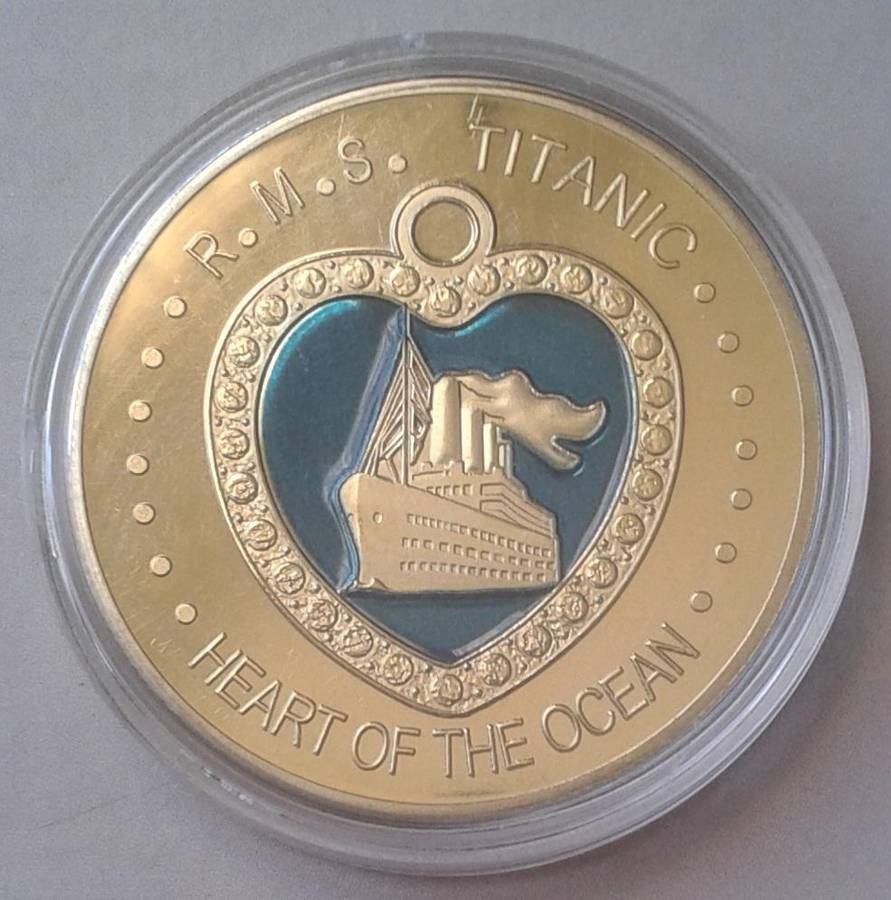 R.M.S. TITANIC
HEART OF THE OCEAN